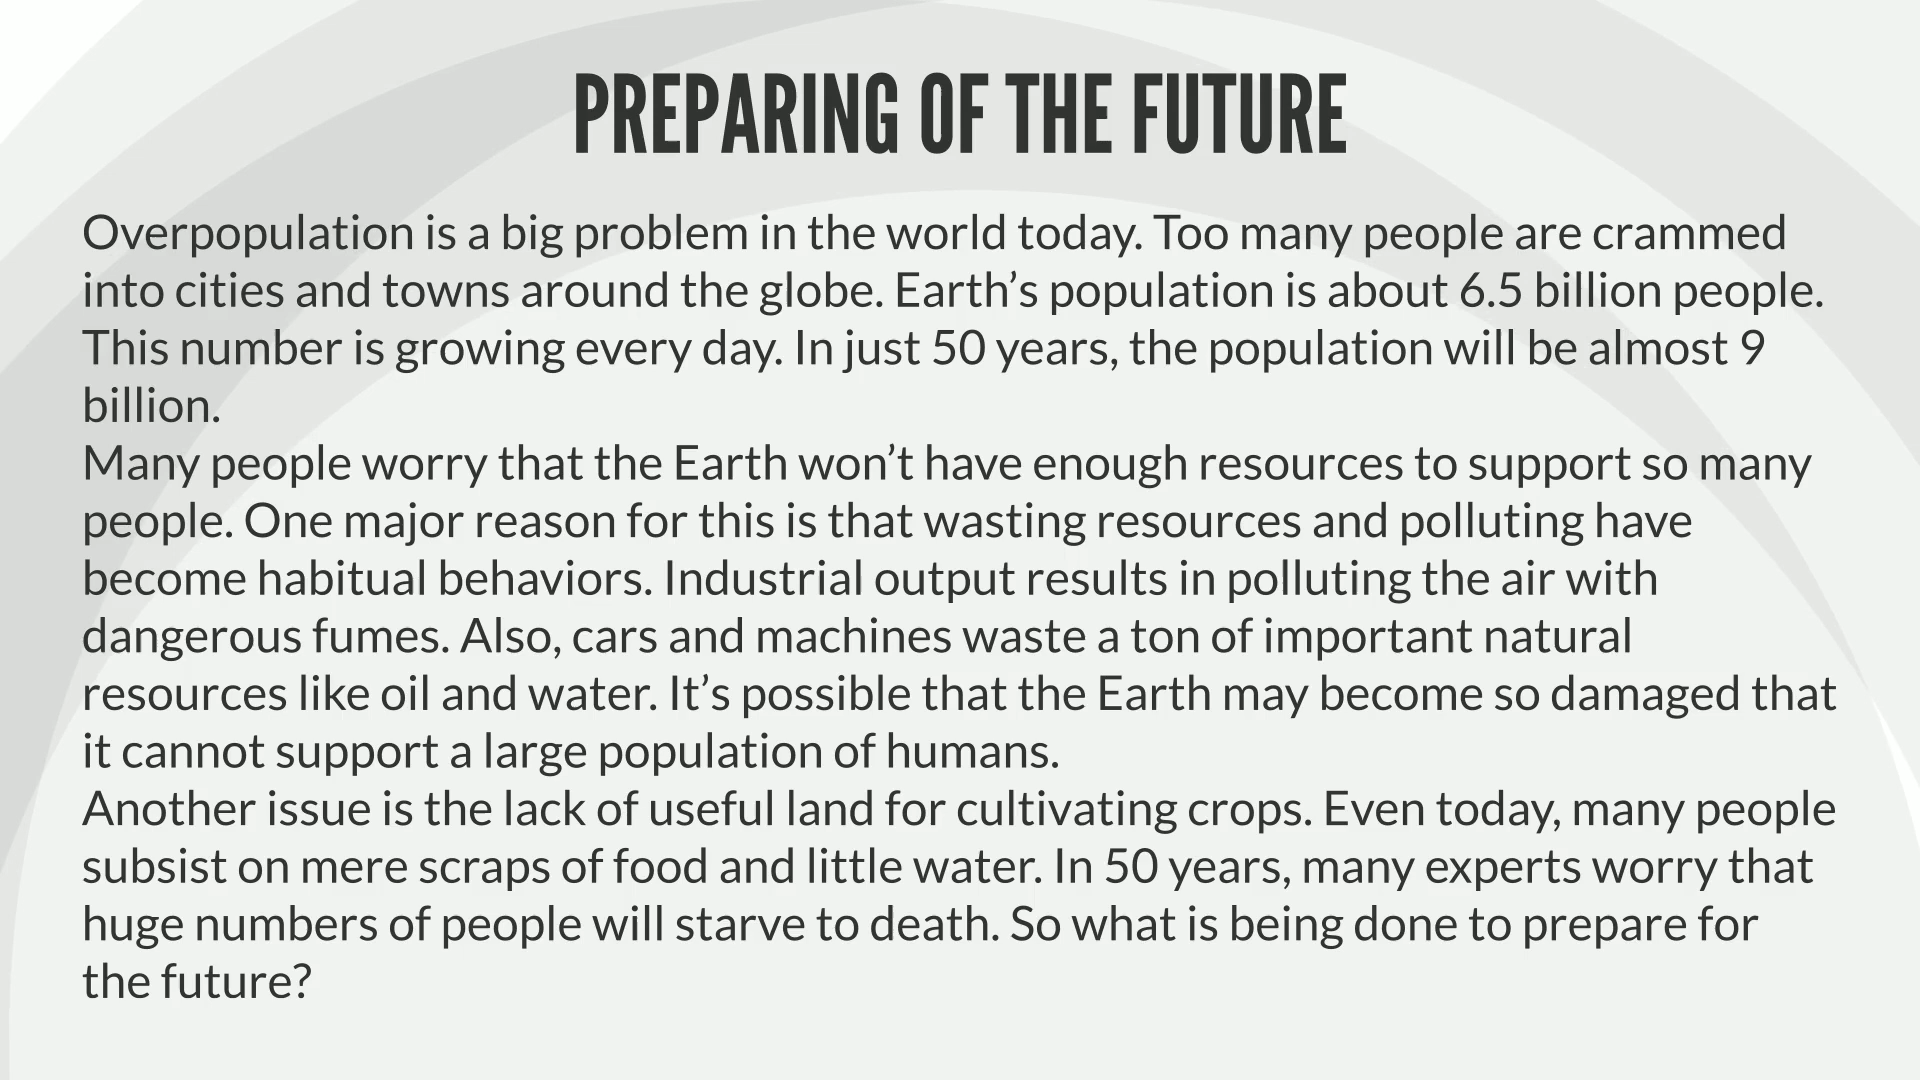 PREPARING OF THE FUTURE
Overpopulation is a big problem in the world today. Too many people are crammed
into cities and towns around the globe. Earth’s population is about 6.5 billion people.
This number is growing every day. In just 50 years, the population will be almost 9
billion.
Many people worry that the Earth won’t have enough resources to support so many
people. One major reason for this is that wasting resources and polluting have
become habitual behaviors. Industrial output results in polluting the air with
dangerous fumes. Also, cars and machines waste a ton of important natural
resources like oil and water. It’s possible that the Earth may become so damaged that
it cannot support a large population of humans.
Another issue is the lack of useful land for cultivating crops. Even today, many people
subsist on mere scraps of food and little water. In 50 years, many experts worry that
huge numbers of people will starve to death. So what is being done to prepare for
the future?